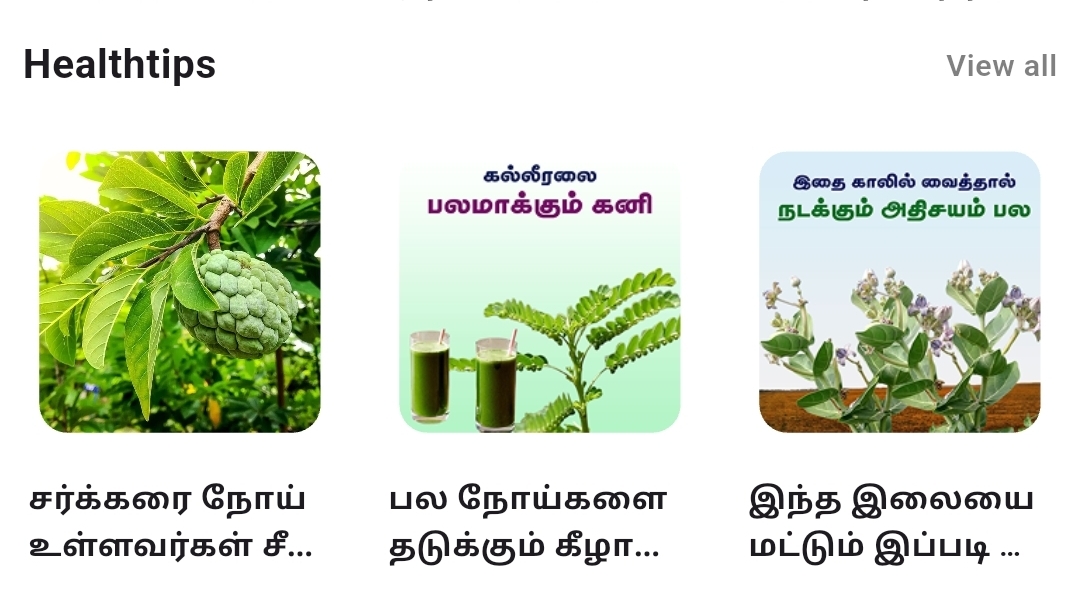 Healthtips
View all
கல்லீரலை
பலமாக்கும் கனி
இதை காலில் வைத்தால்
நடக்கும் அதிசயம் பல
சர்க்கரை நோய்
உள்ளவர்கள் சீ...
பல நோய்களை
தடுக்கும் கீழா...
இந்த இலையை
மட்டும் இப்படி ...